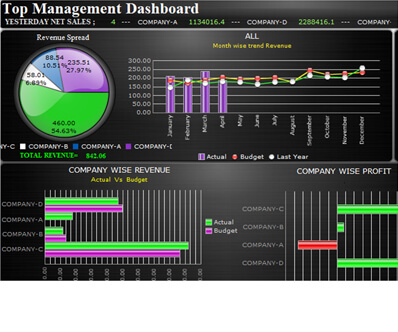 Top Management Dashboard
YESTERDAY NET SALES ; 4 --- COMPANY-A 1134016.4 --- COMPANY-D 2288416.1 --- COMPANY-
Revenue Spread
88.54
10.51%
235.51
27.97%
58.01
6.89%
460.00
54.63%
Y-C COMPANY-B COMPANY-A COMPANY-D
TOTAL REVENUE= 842.06
ALL
Month wise trend Revenue
300.00
250.00
200.00
150.00
100.00
50.00
0.00
January
February
March
April
May
June
July
August
September
October
November
December
Actual Budget Last Year
COMPANY WISE REVENUE
Actual Vs Budget
COMPANY-D
COMPANY-A
COMPANY-B
COMPANY-C
Actual
Budget
COMPANY WISE PROFIT
COMPANY-C
COMPANY-B
COMPANY-A
COMPANY-D